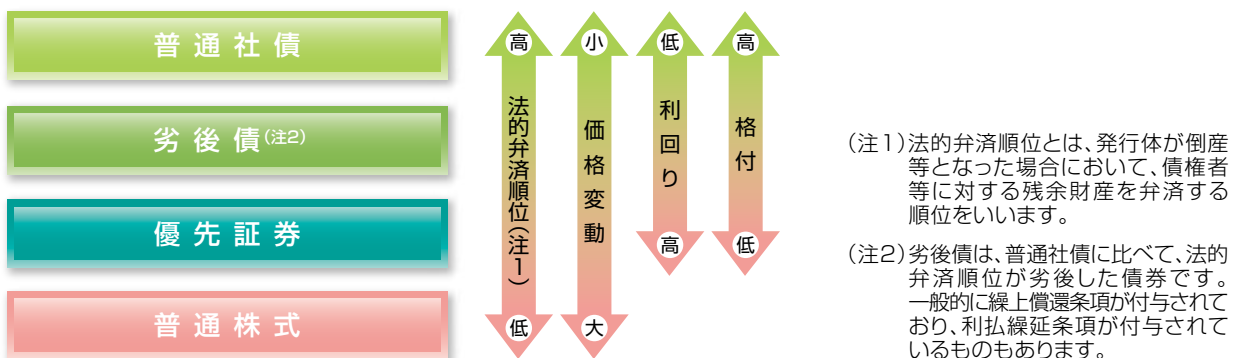 普通社債
劣後債(注2)
優先証券
普通株式
高
法的弁済順位(注1)
低
小
価格変動
大
低
利回り
高
高
格付
低
(注1)法的弁済順位とは、発行体が倒産
等となった場合において、債権者
等に対する残余財産を弁済する
順位をいいます。
(注2)劣後債は、普通社債に比べて、法的
弁済順位が劣後した債券です。
一般的に繰上償還条項が付与されて
おり、利払繰延条項が付与されて
いるものもあります。